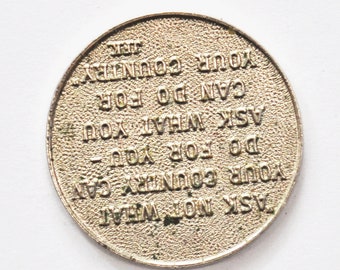 "ASK NOT WHAT
YOUR COUNTRY CAN
DO FOR YOU -
ASK WHAT YOU
CAN DO FOR
YOUR COUNTRY"
JFK